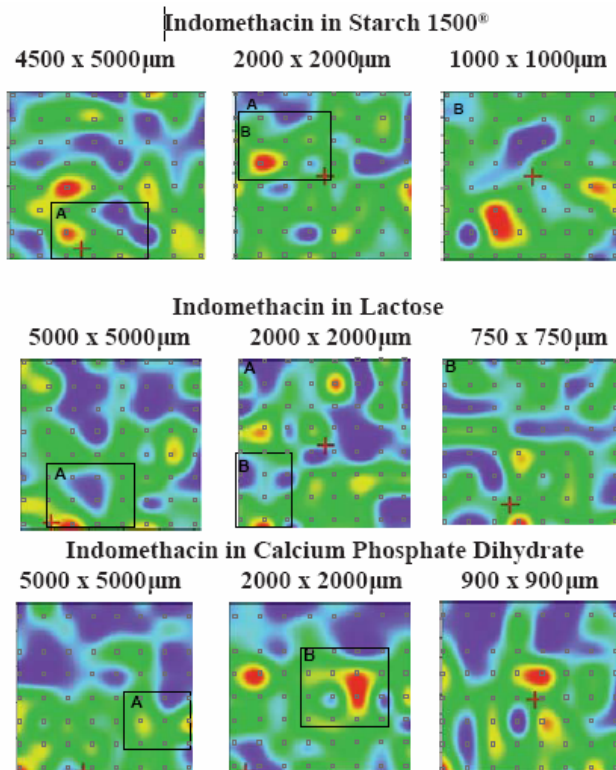 Indomethacin in Starch 1500®
4500 x 5000μm 2000 x 2000μm 1000 x 1000μm
A
B
B
A
Indomethacin in Lactose
5000 x 5000μm 2000 x 2000μm 750 x 750μm
A
B
A
B
Indomethacin in Calcium Phosphate Dihydrate
5000 x 5000μm 2000 x 2000μm 900 x 900μm
B
A